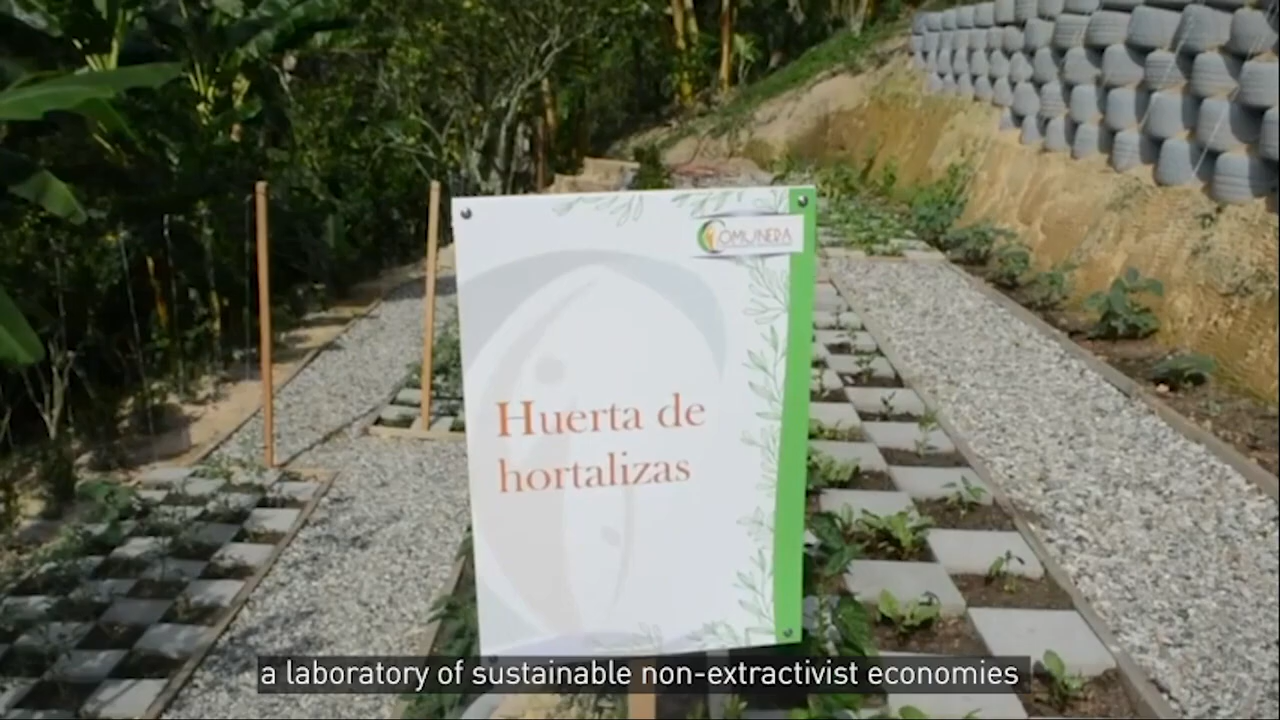 COMUNERA
Huerta de
hortalizas
a laboratory of sustainable non-extractivist economies